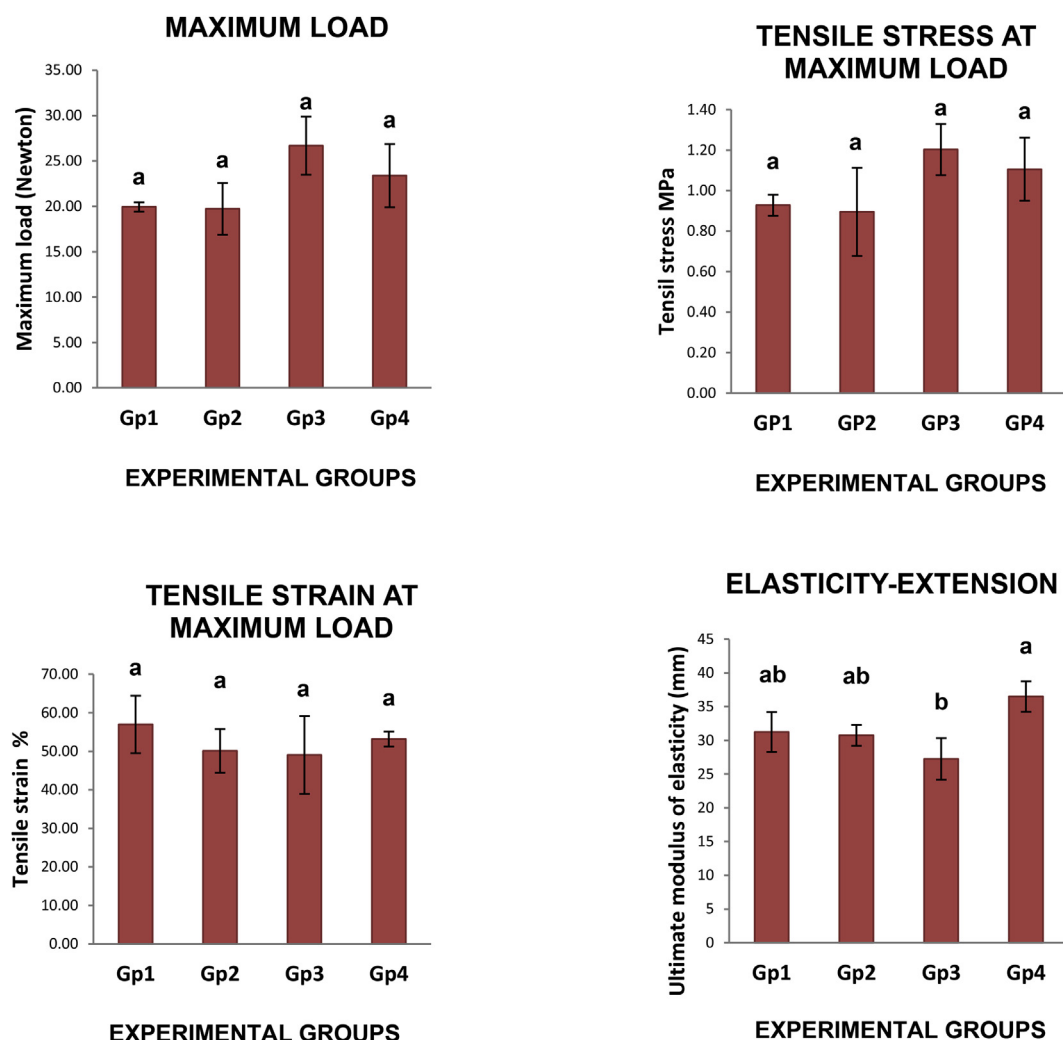 MAXIMUM LOAD
Maximum load (Newton)
35.00
30.00
25.00
20.00
15.00
10.00
5.00
0.00
a
a
a
a
Gp1 Gp2 Gp3 Gp4
EXPERIMENTAL GROUPS
TENSILE STRESS AT
MAXIMUM LOAD
Tensil stress MPa
1.40
1.20
1.00
0.80
0.60
0.40
0.20
0.00
a
a
a
a
GP1 GP2 GP3 GP4
EXPERIMENTAL GROUPS
TENSILE STRAIN AT
MAXIMUM LOAD
Tensile strain %
70.00
60.00
50.00
40.00
30.00
20.00
10.00
0.00
a
a
a
a
Gp1 Gp2 Gp3 Gp4
EXPERIMENTAL GROUPS
ELASTICITY-EXTENSION
Ultimate modulus of elasticity (mm)
45
40
35
30
25
20
15
10
5
0
ab
ab
b
a
Gp1 Gp2 Gp3 Gp4
EXPERIMENTAL GROUPS